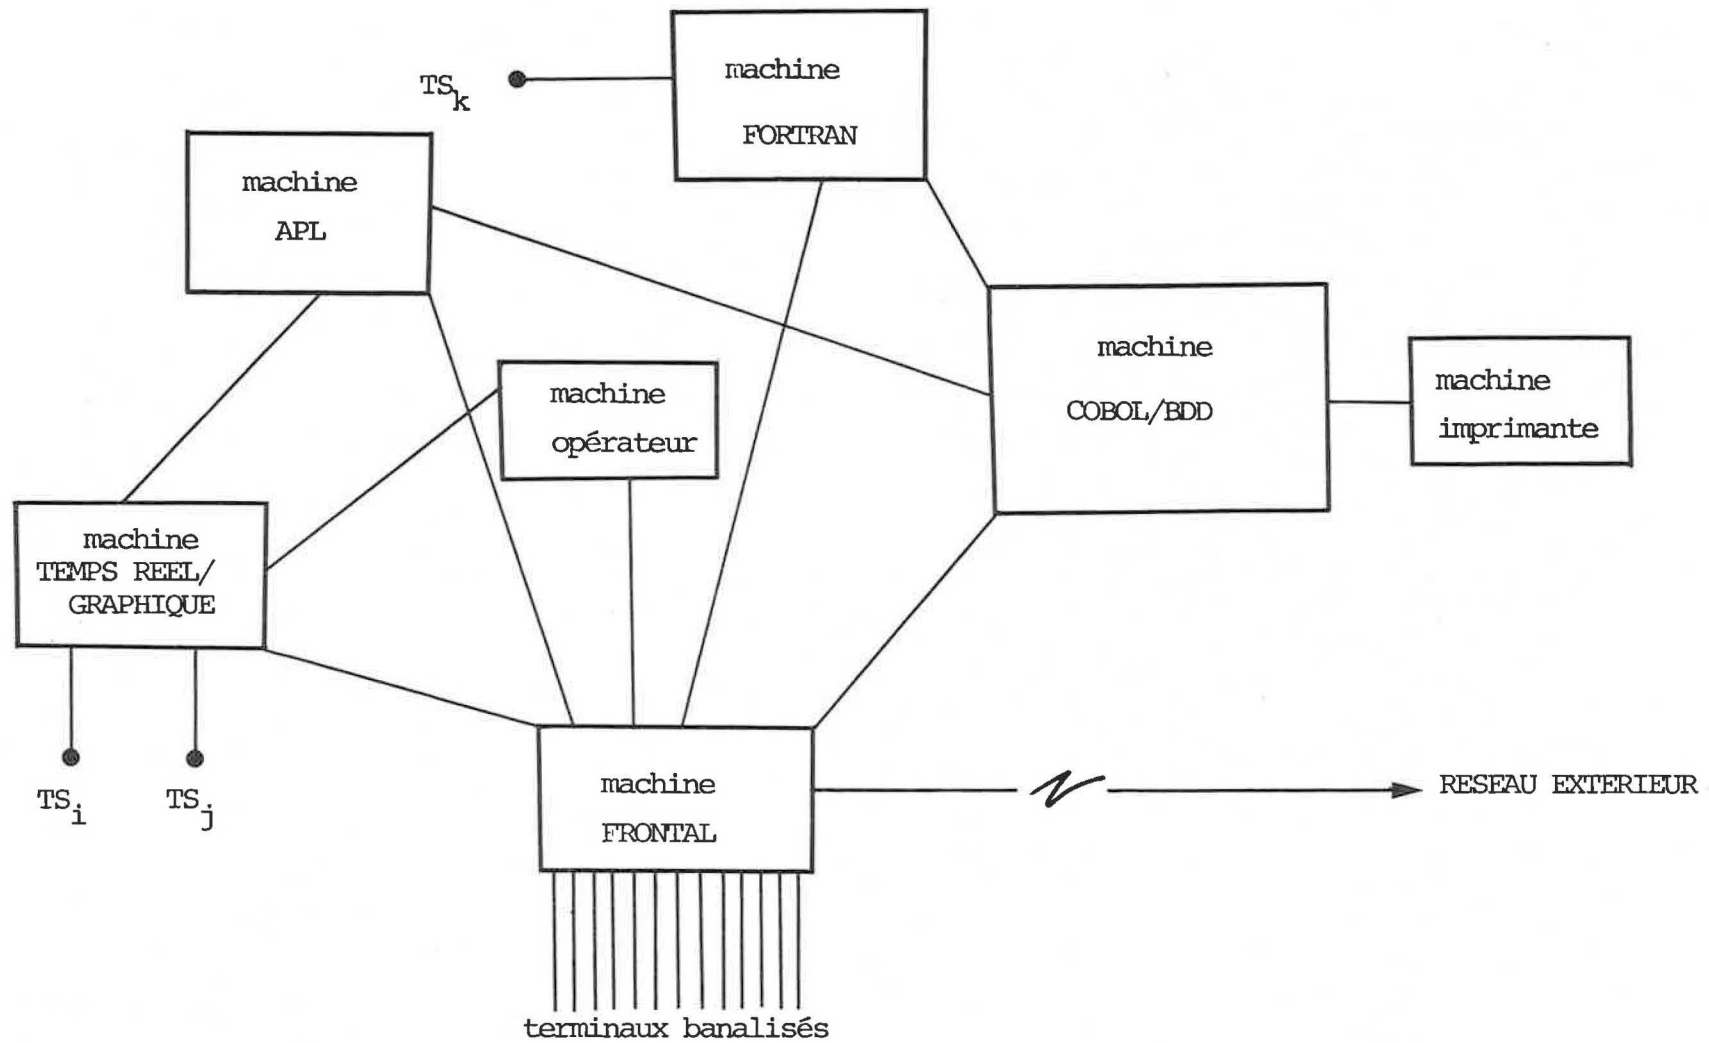 machine
FORTRAN
TSk
machine
APL
machine
COBOL/BDD
machine
imprimante
machine
opérateur
machine
TEMPS REEL/
GRAPHIQUE
TSi
TSj
machine
FRONTAL
RESEAU EXTERIEUR
terminaux banalisés